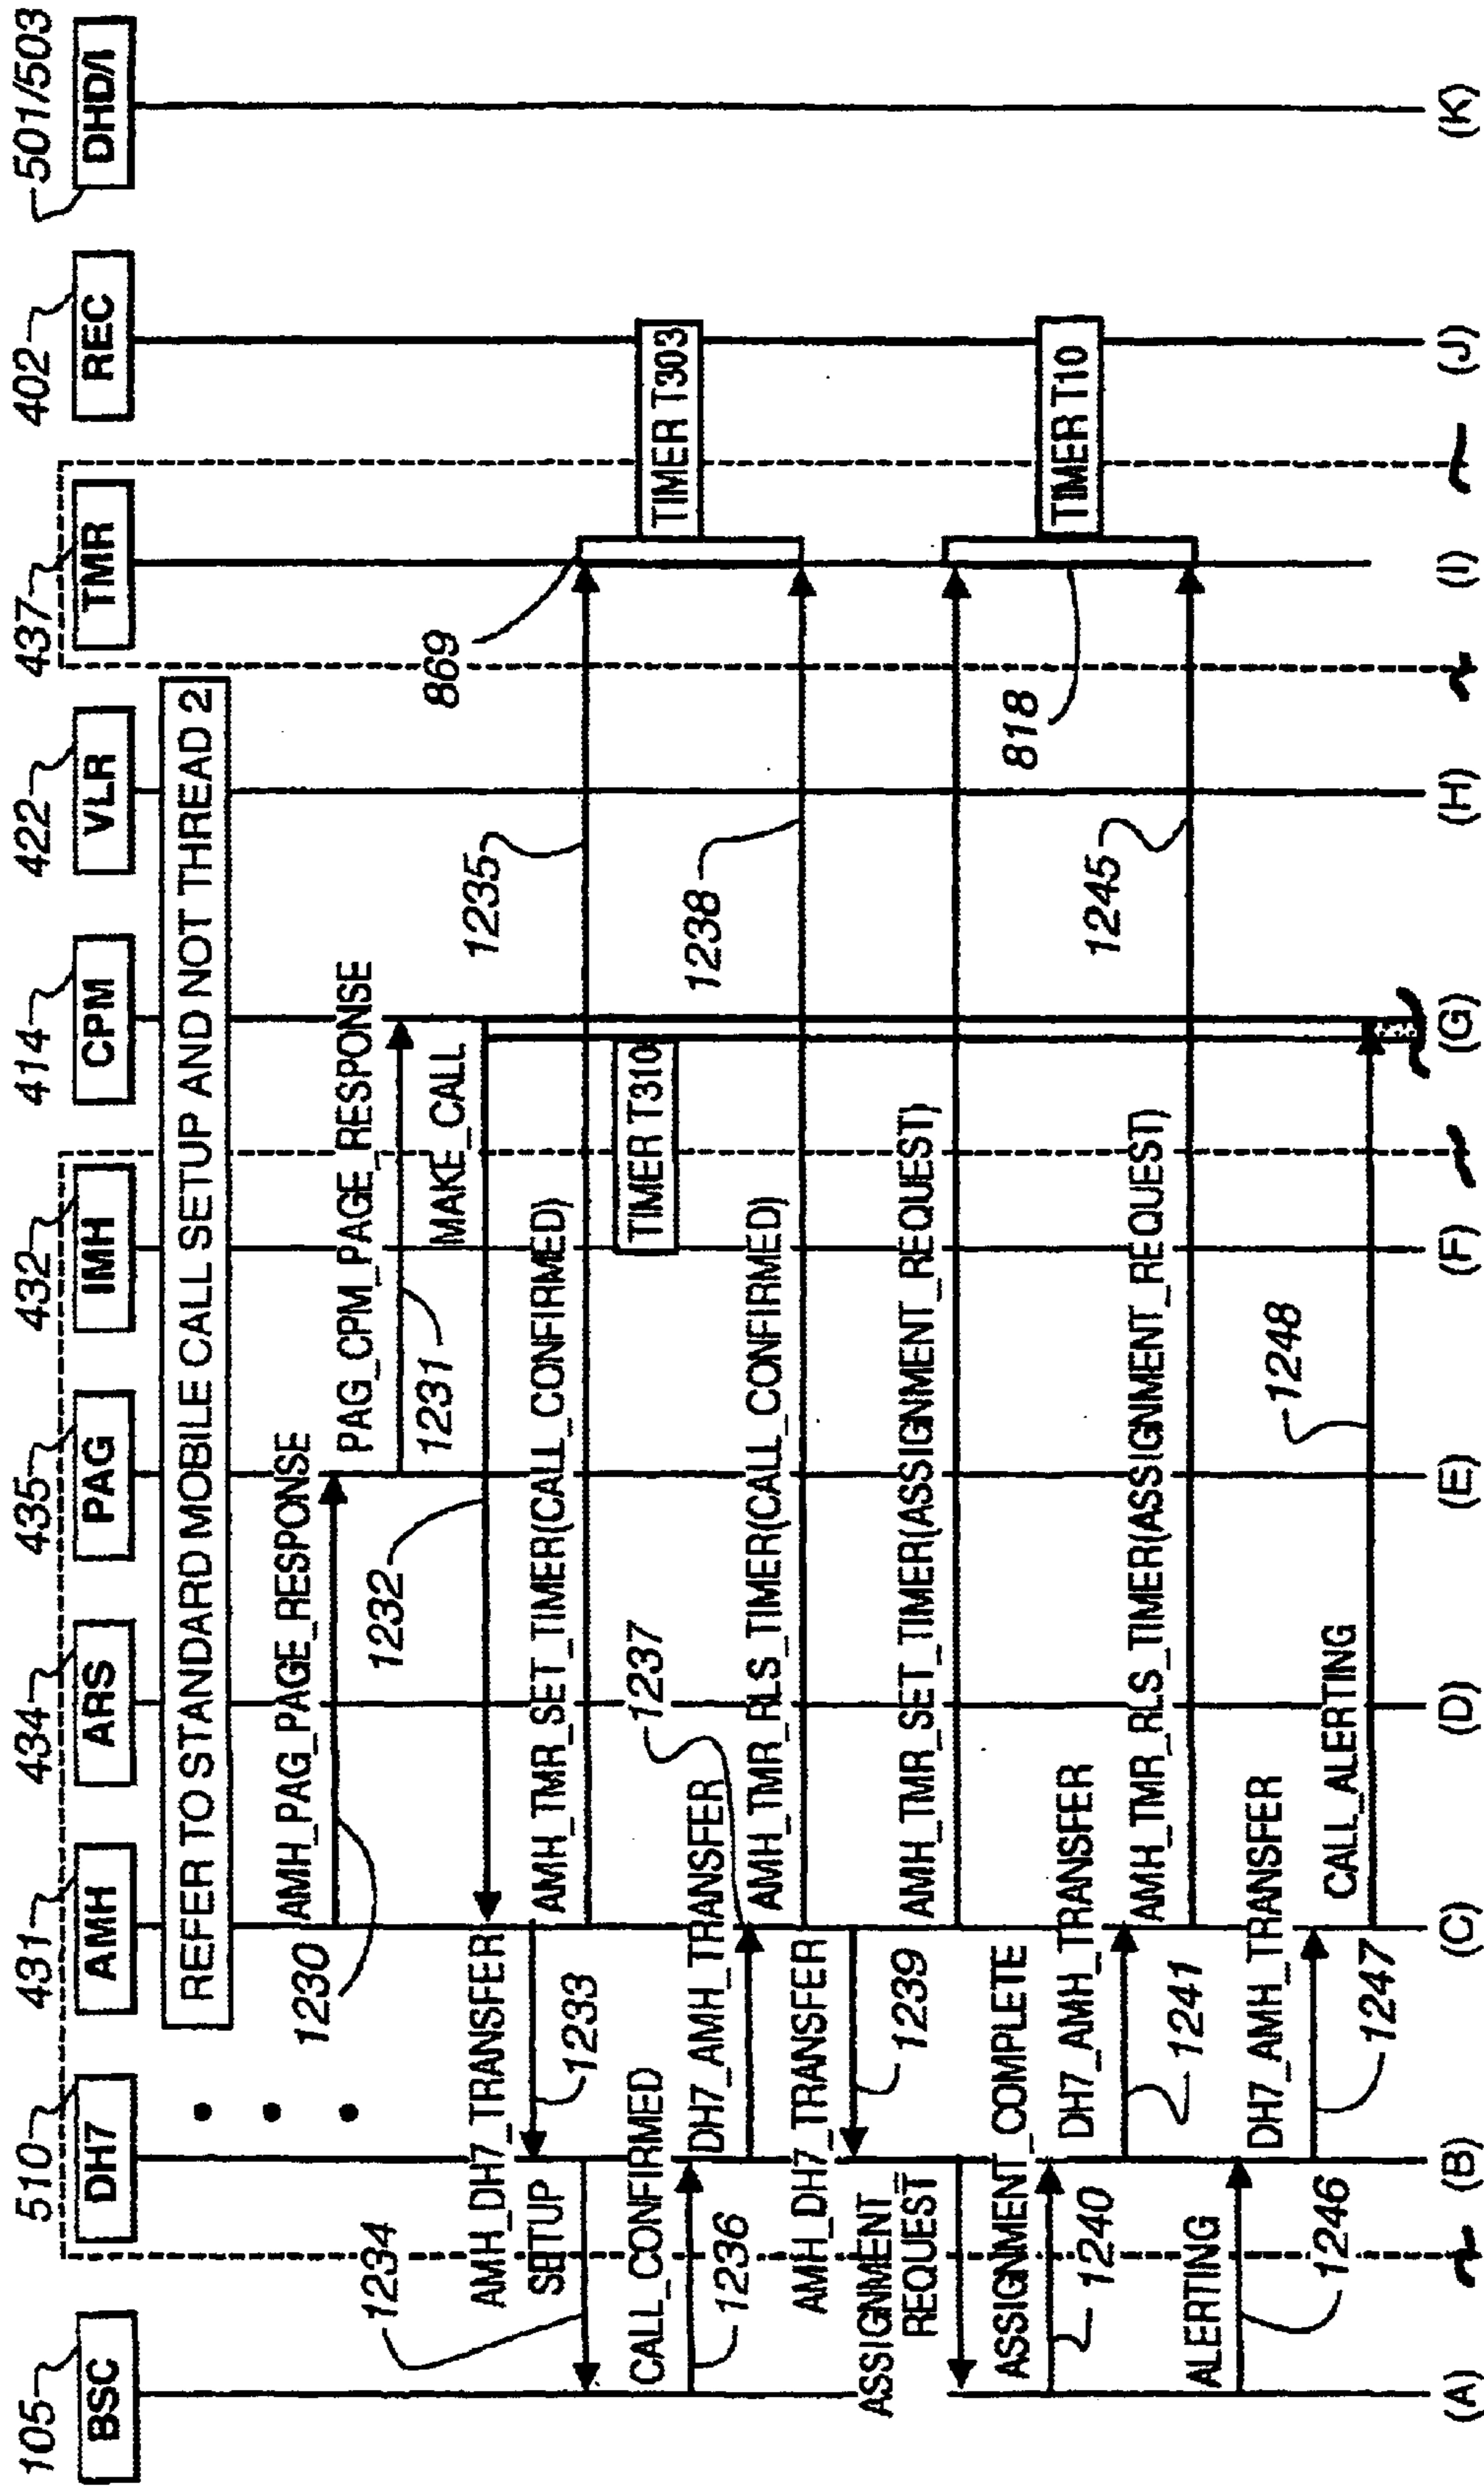 105
BSC
510
DH7
431
AMH
434
ARS
435
PAG
432
IMH
414
CPM
422
VLR
437
TMR
402
REC
501/503
DHD/I
REFER TO STANDARD MOBILE CALL SETUP AND NOT THREAD 2
AMH_PAG_PAGE_RESPONSE
1230
PAG_CPM_PAGE_RESPONSE
1231
MAKE_CALL
1232
AMH_DH7_TRANSFER
1233
SETUP
1234
AMH_TMR_SET_TIMER(CALL_CONFIRMED)
1235
869
TIMER T310
TIMER T303
CALL_CONFIRMED
1236
DH7_AMH_TRANSFER
1237
AMH_TMR_RLS_TIMER(CALL_CONFIRMED)
1238
AMH_DH7_TRANSFER
1239
ASSIGNMENT
REQUEST
AMH_TMR_SET_TIMER(ASSIGNMENT_REQUEST)
818
TIMER T10
ASSIGNMENT_COMPLETE
1240
DH7_AMH_TRANSFER
1241
AMH_TMR_RLS_TIMER(ASSIGNMENT_REQUEST)
1245
ALERTING
1246
DH7_AMH_TRANSFER
1247
CALL_ALERTING
1248
(A)
(B)
(C)
(D)
(E)
(F)
(G)
(H)
(I)
(J)
(K)